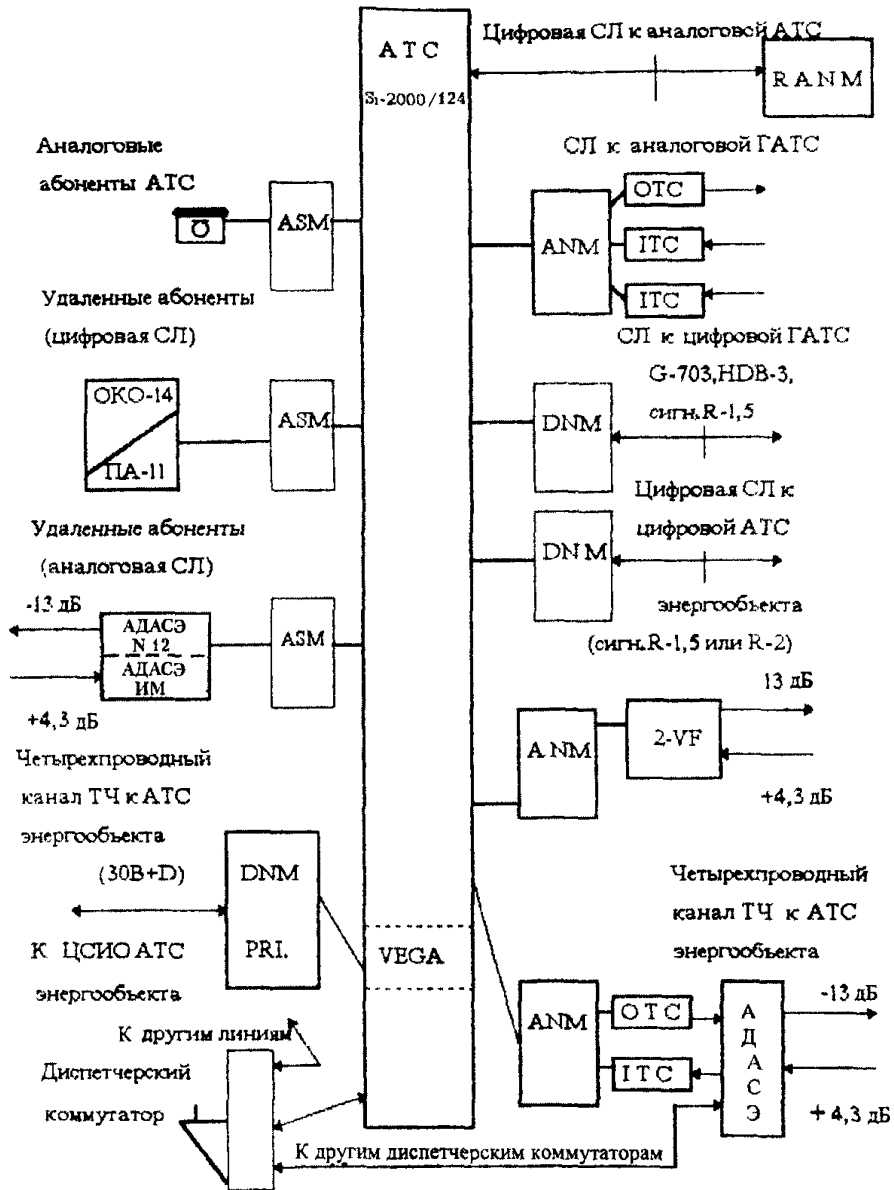 АТС
S₁-2000/124
Цифровая СЛ к аналоговой АТС
RANM
Аналоговые
абоненты АТС
ASM
СЛ к аналоговой ГАТС
ANM
ОТС
ITC
ITC
Удаленные абоненты
(цифровая СЛ)
ОКО-14
ПА-11
ASM
СЛ к цифровой ГАТС
G-703,HDB-3,
сигн.R-1,5
DNM
Цифровая СЛ к
цифровой АТС
DNM
энергообъекта
(сигн.R-1,5 или R-2)
Удаленные абоненты
(аналоговая СЛ)
-13 дБ
АДАСЭ
N 12
АДАСЭ
ИМ
+4,3 дБ
ASM
13 дБ
ANM
2-VF
+4,3 дБ
Четырехпроводный
канал ТЧ к АТС
энергообъекта
(30B+D)
DNM
PRI.
К ЦСИО АТС
энергообъекта
VEGA
Четырехпроводный
канал ТЧ к АТС
энергообъекта
ANM
ОТС
ITC
АДАСЭ
-13 дБ
+ 4,3 дБ
К другим линиям
Диспетчерский
коммутатор
К другим диспетчерским коммутаторам